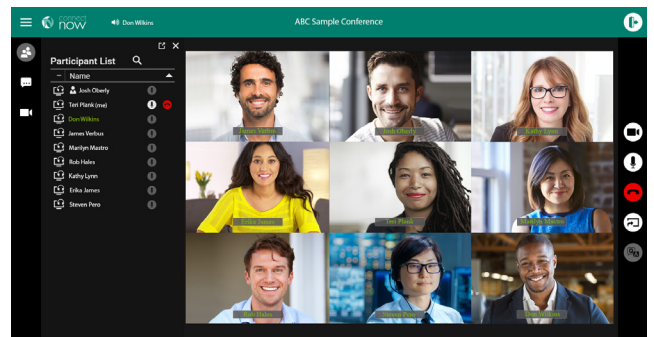 connect
now
Don Wilkins
ABC Sample Conference
Participant List
Name
Josh Oberly
Teri Plank (me)
Don Wilkins
James Verbus
Marilyn Mastro
Rob Hales
Kathy Lynn
Erika James
Steven Pero
James Verbus
Josh Oberly
Kathy Lynn
Erika James
Teri Plank
Marilyn Mastro
Rob Hales
Steven Pero
Don Wilkins